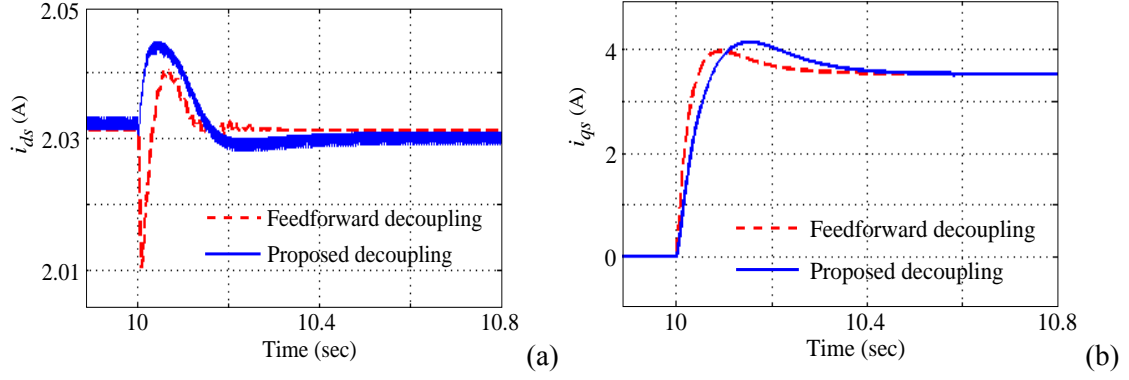 2.05
2.03
2.01
i_ds (A)
Feedforward decoupling
Proposed decoupling
10
10.4
10.8
Time (sec)
(a)
4
2
0
i_qs (A)
Feedforward decoupling
Proposed decoupling
10
10.4
10.8
Time (sec)
(b)